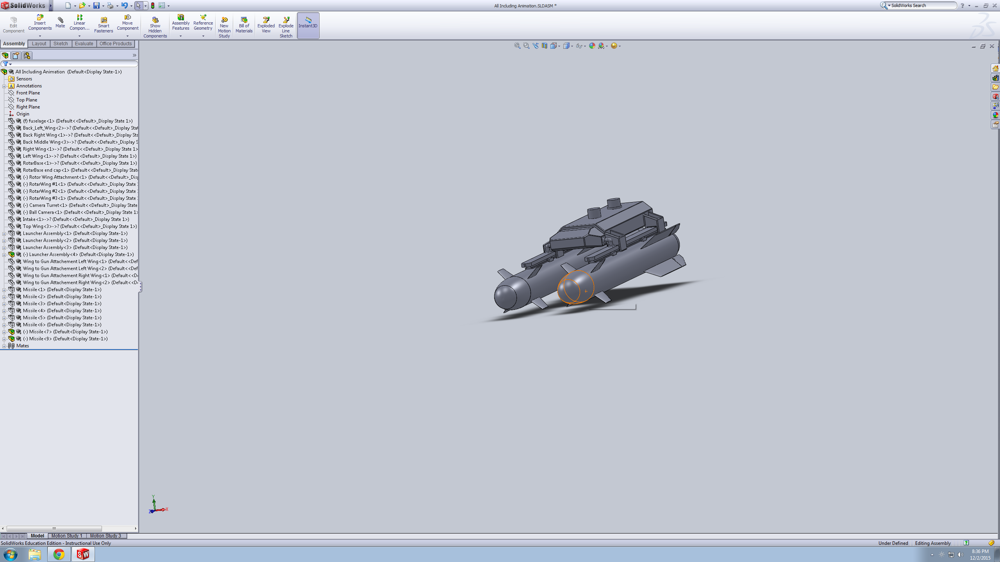 SolidWorks
All Including Animation.SLDASM *
SolidWorks Search
Edit Component
Insert Components
Mate
Linear Compon...
Smart Fasteners
Move Component
Show Hidden Components
Assembly Features
Reference Geometry
New Motion Study
Bill of Materials
Exploded View
Explode Line Sketch
Instant3D
Assembly Layout Sketch Evaluate Office Products
All Including Animation (Default<Display State-1>)
Sensors
Annotations
Front Plane
Top Plane
Right Plane
Origin
(f) fuselage<1> (Default<<Default>_Display State 1>)
Back_Left_Wing<2>->? (Default<<Default>_Display Stat
Back Right Wing<1>->? (Default<<Default>_Display Sta
Back Middle Wing<3>->? (Default<<Default>_Display S
Right Wing<1>->? (Default<<Default>_Display State 1>
Left Wing<1>->? (Default<<Default>_Display State 1>)
RotarBase<1>->? (Default<<Default>_Display State 1>)
RotarBase end cap<1> (Default<<Default>_Display State
(-) Rotor Wing Attachment<1> (Default<<Default>_Disp
(-) RotarWing #1<1> (Default<<Default>_Display State
(-) RotarWing #2<1> (Default<<Default>_Display State
(-) RotarWing #3<1> (Default<<Default>_Display State
(-) Camera Turret<1> (Default<<Default>_Display State
(-) Ball Camera<1> (Default<<Default>_Display State 1>
Intake<1>->? (Default<<Default>_Display State 1>)
Top Wing<3>->? (Default<<Default>_Display State 1>)
Launcher Assembly<1> (Default<Display State-1>)
Launcher Assembly<2> (Default<Display State-1>)
Launcher Assembly<3> (Default<Display State-1>)
(-) Launcher Assembly<4> (Default<Display State-1>)
Wing to Gun Attachement Left Wing<1> (Default<<Def
Wing to Gun Attachement Left Wing<2> (Default<<Def
Wing to Gun Attachement Right Wing<1> (Default<<D
Wing to Gun Attachement Right Wing<2> (Default<<D
Missile<1> (Default<Display State-1>)
Missile<2> (Default<Display State-1>)
Missile<3> (Default<Display State-1>)
Missile<4> (Default<Display State-1>)
Missile<5> (Default<Display State-1>)
Missile<6> (Default<Display State-1>)
(-) Missile<7> (Default<Display State-1>)
(-) Missile<9> (Default<Display State-1>)
Mates
Y
X
Z
Model Motion Study 1 Motion Study 3
SolidWorks Education Edition - Instructional Use Only
Under Defined Editing Assembly
SW
8:36 PM
12/2/2015